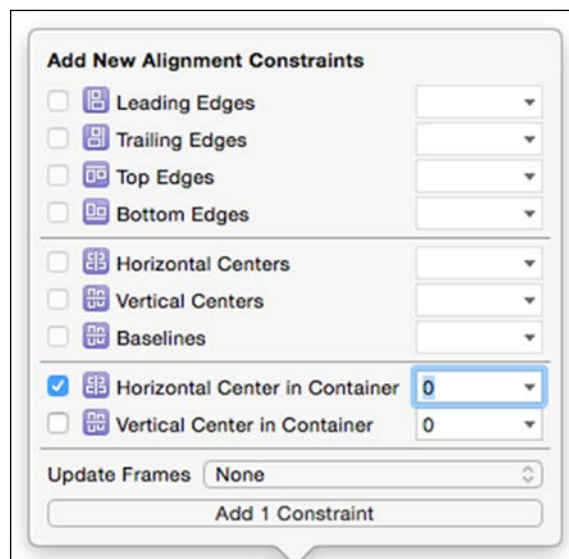 Add New Alignment Constraints
Leading Edges
Trailing Edges
Top Edges
Bottom Edges
Horizontal Centers
Vertical Centers
Baselines
Horizontal Center in Container 0
Vertical Center in Container 0
Update Frames None
Add 1 Constraint